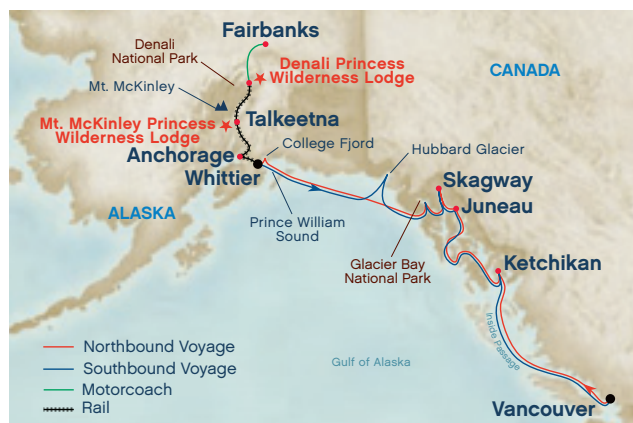 Fairbanks
Denali
National Park
Denali Princess
Wilderness Lodge
CANADA
Mt. McKinley
Mt. McKinley Princess
Wilderness Lodge
Talkeetna
College Fjord
Hubbard Glacier
Anchorage
Whittier
Skagway
Juneau
ALASKA
Prince William
Sound
Glacier Bay
National Park
Ketchikan
Inside Passage
Northbound Voyage
Southbound Voyage
Motorcoach
Rail
Gulf of Alaska
Vancouver